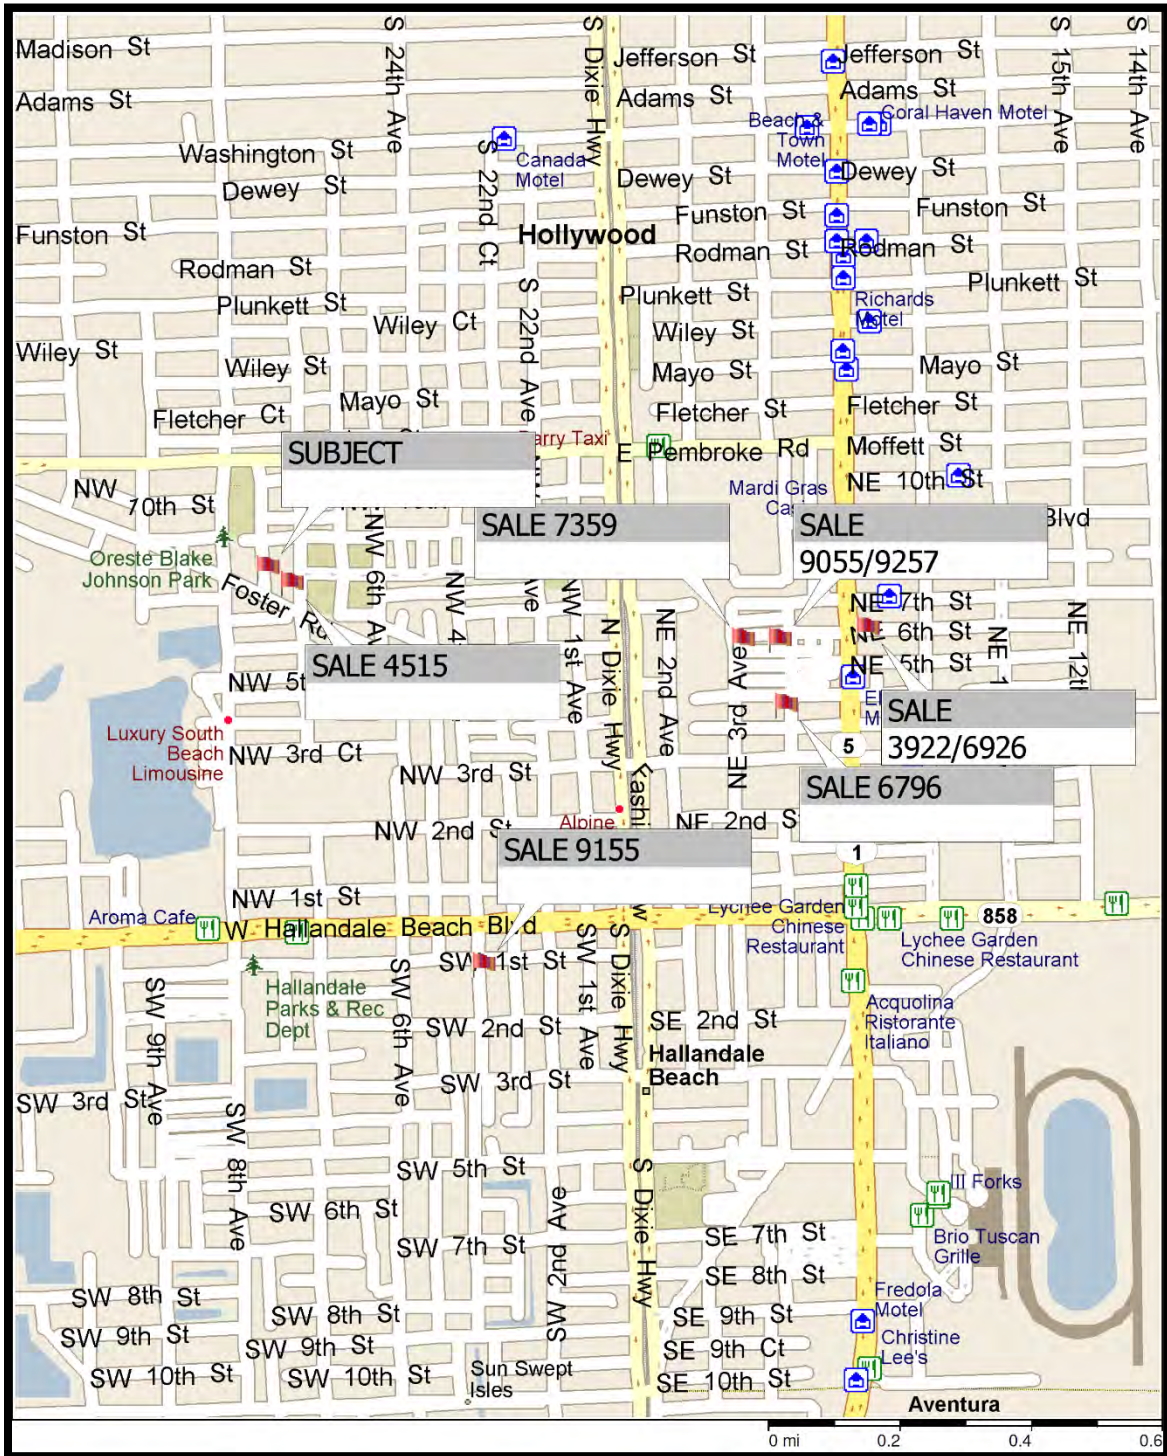 S 24th Ave
S Dixie Hwy
S 15th Ave
S 14th Ave
Madison St
Jefferson St
Jefferson St
Adams St
Adams St
Adams St
Coral Haven Motel
Beach &
Town
Motel
Washington St
Canada
Motel
S 22nd Ct
Dewey St
Dewey St
Dewey St
Funston St
Funston St
Funston St
Hollywood
Rodman St
Rodman St
Rodman St
Plunkett St
Plunkett St
Plunkett St
S 22nd Ave
Richards
Motel
Wiley Ct
Wiley St
Wiley St
Wiley St
Mayo St
Mayo St
Mayo St
Fletcher Ct
Fletcher St
Fletcher St
Moffett St
E Pembroke Rd
SUBJECT
NW 10th St
NE 10th St
Mardi Gras
Blvd
SALE 7359
SALE
9055/9257
Oreste Blake
Johnson Park
Foster Rd
NW 6th
NW 1st Ave
N Dixie Hwy
NE 2nd Ave
NE 3rd Ave
NE 7th St
NE 6th St
NE 5th St
NE 12th
SALE 4515
SALE
3922/6926
5
SALE 6796
Luxury South
Beach
Limousine
NW 3rd Ct
NW 3rd St
NW 2nd St
Alpine
NE 2nd St
1
SALE 9155
NW 1st St
Aroma Cafe
W Hallandale Beach Blvd
Lychee Garden
Chinese
Restaurant
858
Lychee Garden
Chinese Restaurant
SW 1st St
Hallandale
Parks & Rec
Dept
SW 9th Ave
SW 6th Ave
SW 1st Ave
S Dixie Hwy
SW 2nd St
SE 2nd St
Acquolina
Ristorante
Italiano
Hallandale
Beach
SW 3rd St
SW 3rd St
SW 8th Ave
SW 5th St
SW 6th St
SW 7th St
SW 2nd Ave
S Dixie Hwy
III Forks
Brio Tuscan
Grille
SE 7th St
SE 8th St
SW 8th St
SW 8th St
SE 9th St
Fredola
Motel
SW 9th St
SW 9th St
SE 9th Ct
Christine
Lee's
SW 10th St
SW 10th St
Sun Swept
Isles
SE 10th St
Aventura
0 mi 0.2 0.4 0.6